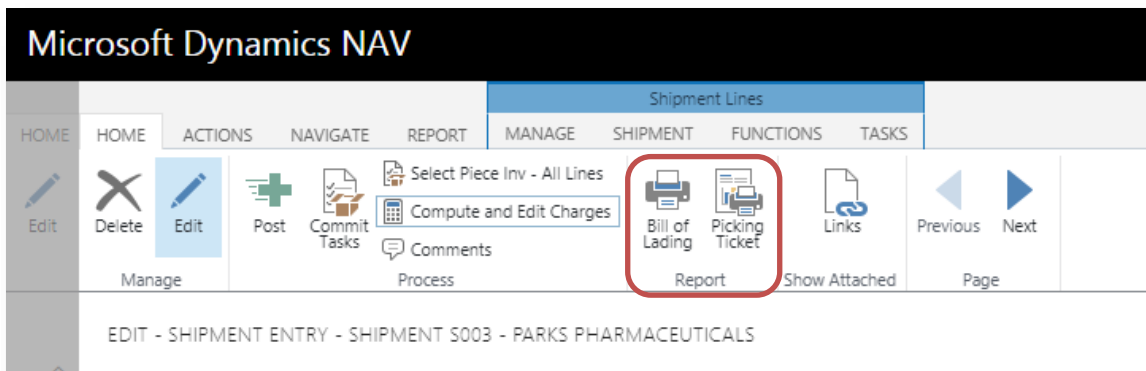 Microsoft Dynamics NAV
Shipment Lines
HOME HOME ACTIONS NAVIGATE REPORT MANAGE SHIPMENT FUNCTIONS TASKS
Edit
Delete
Edit
Post
Commit
Tasks
Select Piece Inv - All Lines
Compute and Edit Charges
Comments
Bill of
Lading
Picking
Ticket
Links
Previous
Next
Manage
Process
Report
Show Attached
Page
EDIT - SHIPMENT ENTRY - SHIPMENT S003 - PARKS PHARMACEUTICALS